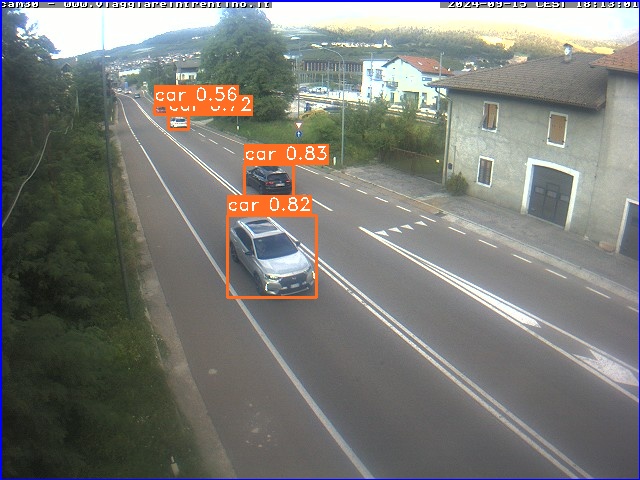 cam30 - www.viaggiareintrentino.it
2024-09-15 CEST 18:13:01
car 0.56
car 0.72
car 0.83
car 0.82